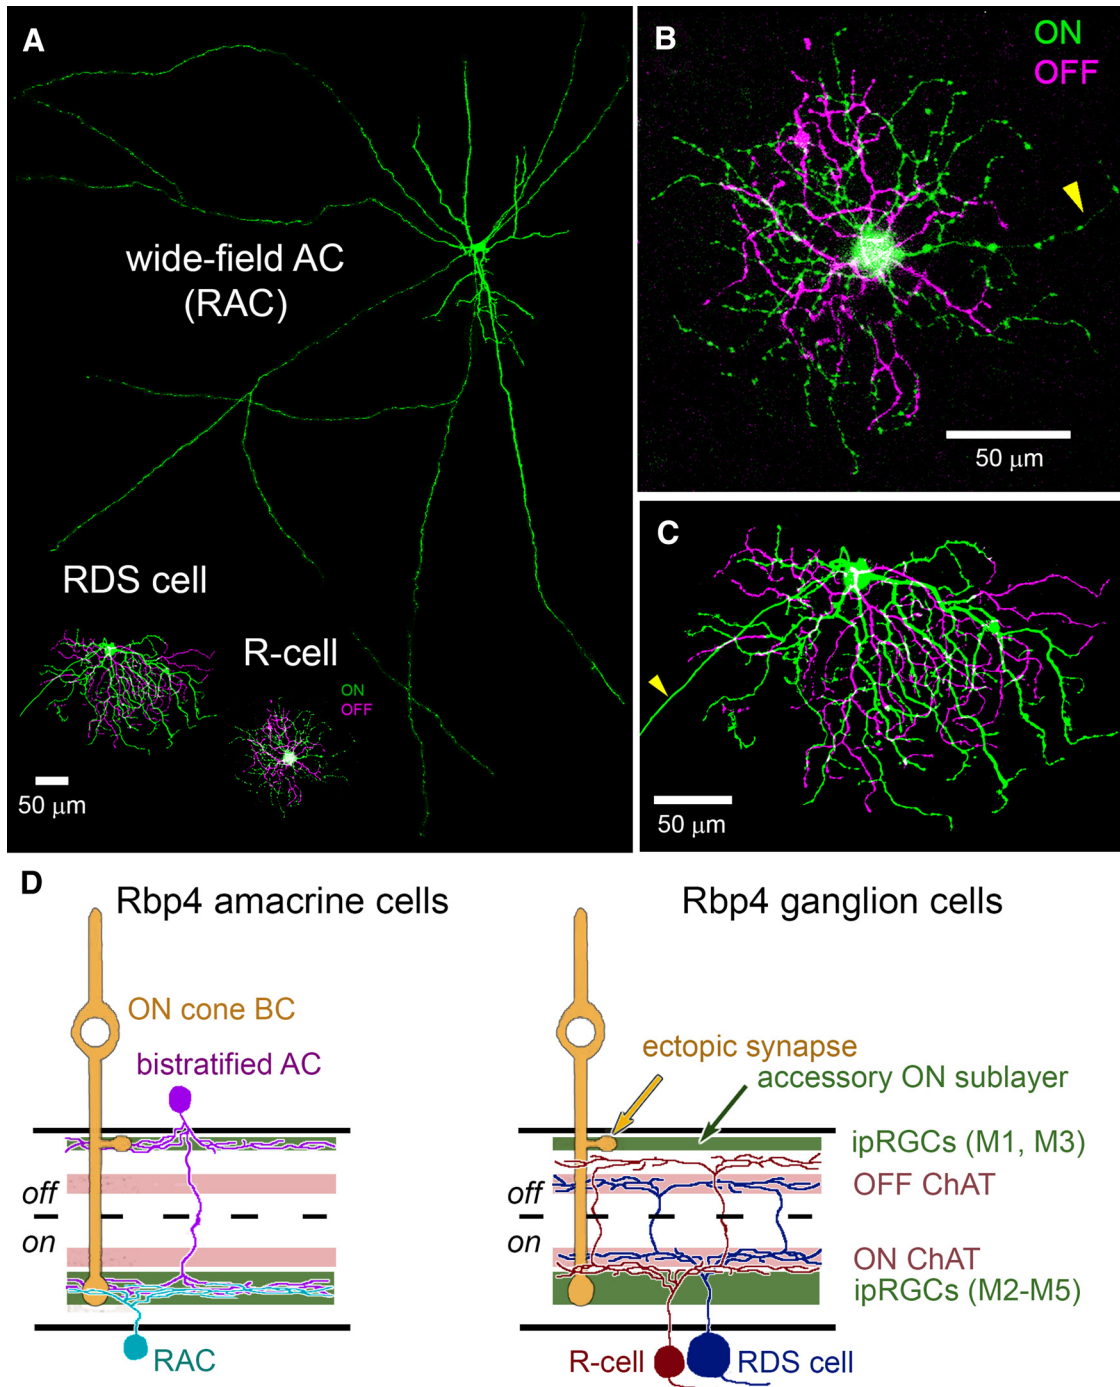 A
wide-field AC
(RAC)
RDS cell
R-cell
ON
OFF
50 μm
B
ON
OFF
50 μm
C
50 μm
D
Rbp4 amacrine cells
ON cone BC
bistratified AC
off
on
RAC
Rbp4 ganglion cells
ectopic synapse
accessory ON sublayer
ipRGCs (M1, M3)
OFF ChAT
off
on
ON ChAT
ipRGCs (M2-M5)
R-cell
RDS cell